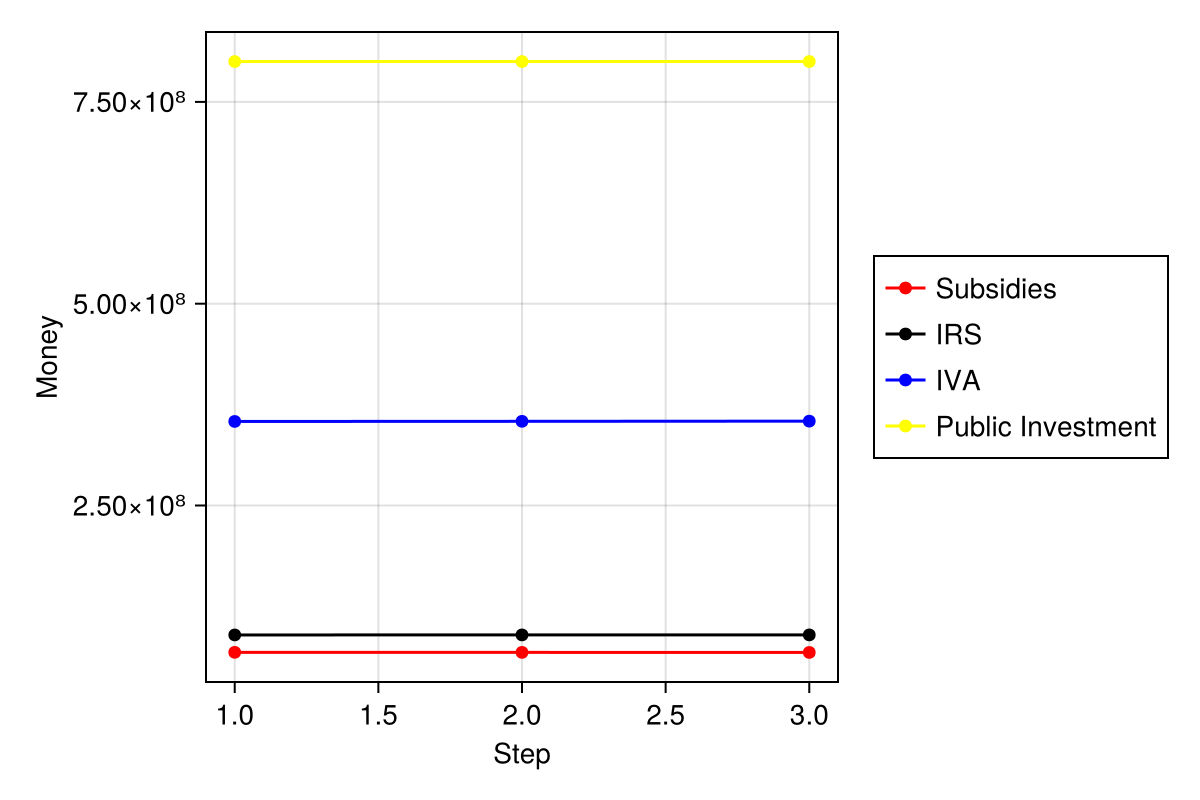 7.50×10⁸
5.00×10⁸
2.50×10⁸
Money
1.0 1.5 2.0 2.5 3.0
Step
Subsidies
IRS
IVA
Public Investment